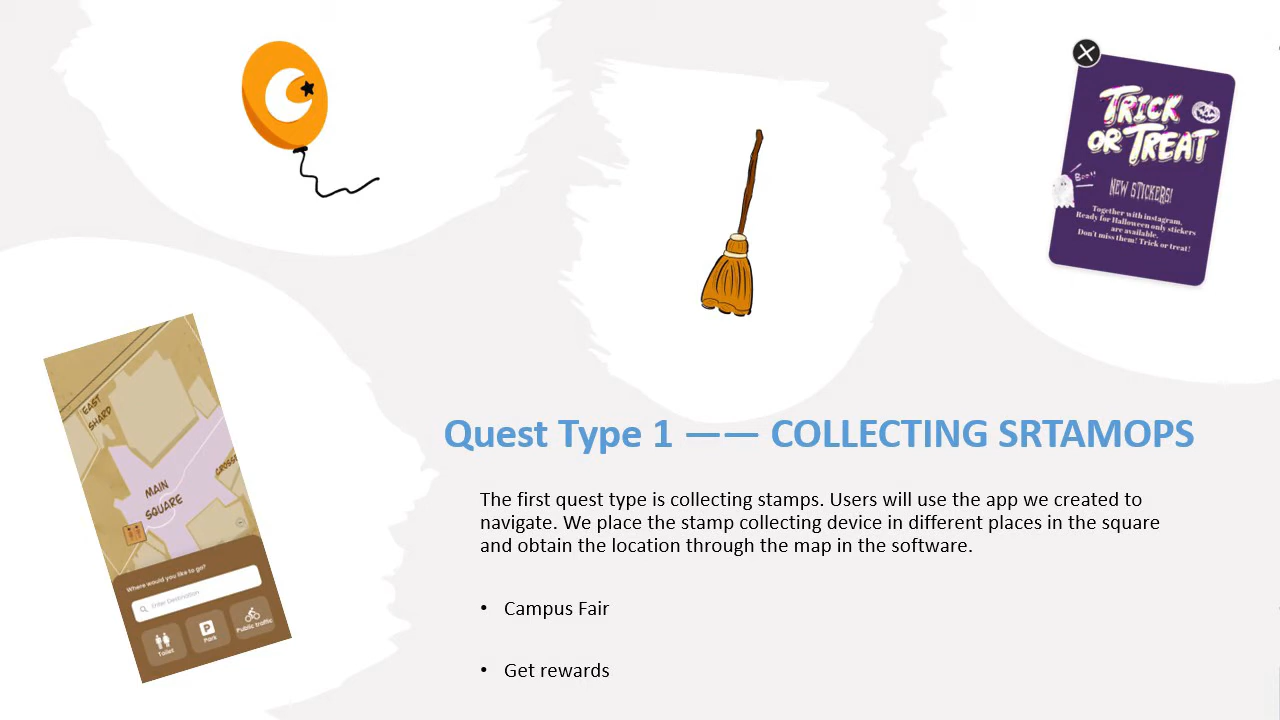 TRICK
OR TREAT
Boo!!
NEW STICKERS!
Together with instagram,
Ready for Halloween only stickers
are available.
Don't miss them! Trick or treat!
EAST
SHARD
MAIN
SQUARE
Where would you like to go?
Enter Destination
Toilet
P
Park
Public traffic
Quest Type 1 —— COLLECTING SRTAMOPS
The first quest type is collecting stamps. Users will use the app we created to
navigate. We place the stamp collecting device in different places in the square
and obtain the location through the map in the software.
• Campus Fair
• Get rewards